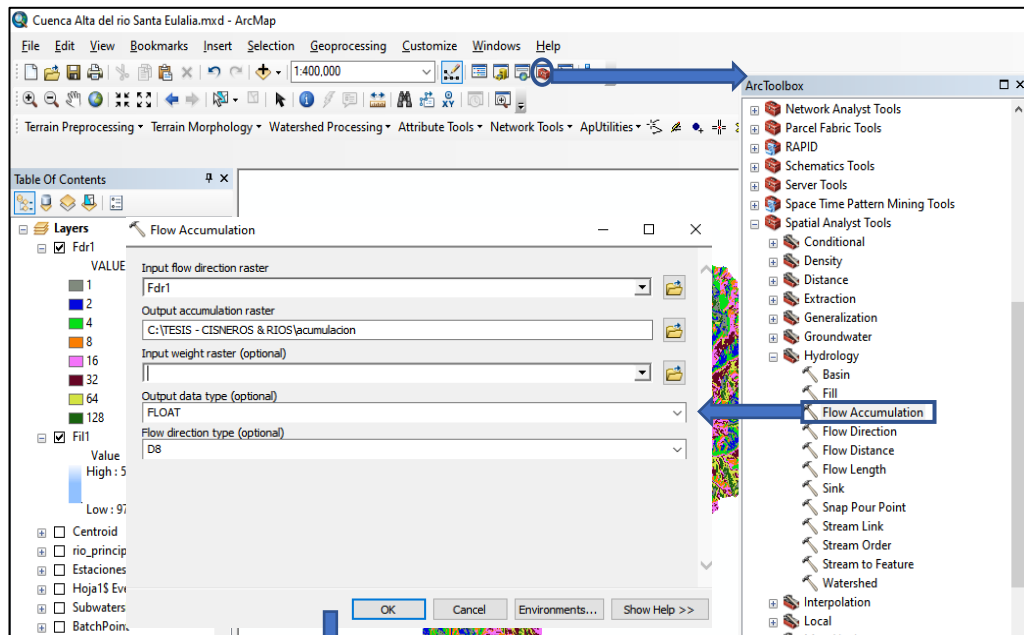 Cuenca Alta del rio Santa Eulalia.mxd - ArcMap
File Edit View Bookmarks Insert Selection Geoprocessing Customize Windows Help
1:400,000
Terrain Preprocessing Terrain Morphology Watershed Processing Attribute Tools Network Tools ApUtilities
Table Of Contents
Layers
Fdr1
VALUE
1
2
4
8
16
32
64
128
Fil1
Value
High : 5
Low : 97
Centroid
rio_princip
Estaciones
Hoja1$ Eve
Subwaters
BatchPoin
Flow Accumulation
Input flow direction raster
Fdr1
Output accumulation raster
C:\TESIS - CISNEROS & RIOS\acumulacion
Input weight raster (optional)
Output data type (optional)
FLOAT
Flow direction type (optional)
D8
OK Cancel Environments... Show Help >>
ArcToolbox
Network Analyst Tools
Parcel Fabric Tools
RAPID
Schematics Tools
Server Tools
Space Time Pattern Mining Tools
Spatial Analyst Tools
Conditional
Density
Distance
Extraction
Generalization
Groundwater
Hydrology
Basin
Fill
Flow Accumulation
Flow Direction
Flow Distance
Flow Length
Sink
Snap Pour Point
Stream Link
Stream Order
Stream to Feature
Watershed
Interpolation
Local